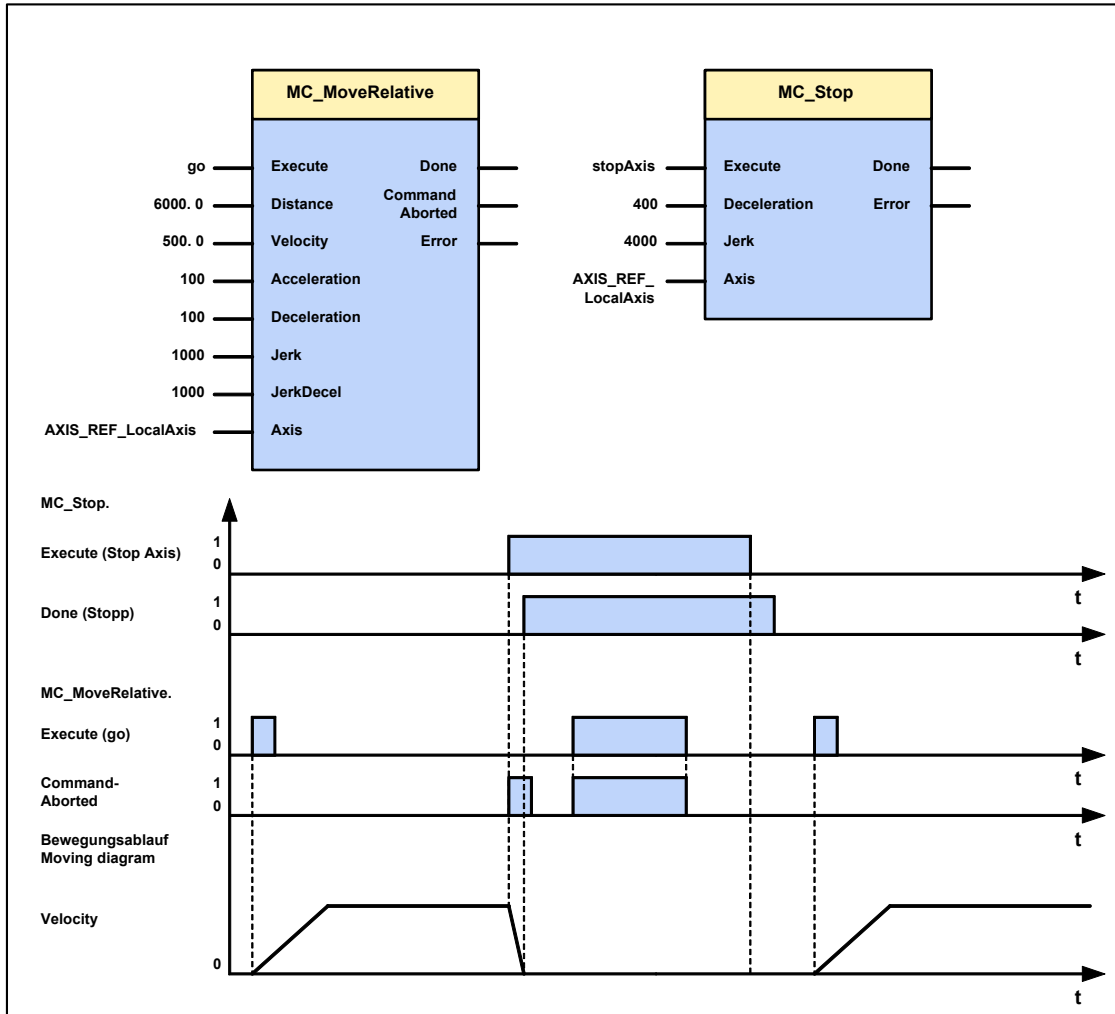 MC_MoveRelative
go
Execute
Done
6000. 0
Distance
Command
Aborted
500. 0
Velocity
Error
100
Acceleration
100
Deceleration
1000
Jerk
1000
JerkDecel
AXIS_REF_LocalAxis
Axis
MC_Stop
stopAxis
Execute
Done
400
Deceleration
Error
4000
Jerk
AXIS_REF_
LocalAxis
Axis
MC_Stop.
Execute (Stop Axis)
1
0
t
Done (Stopp)
1
0
t
MC_MoveRelative.
Execute (go)
1
0
t
Command-
Aborted
1
0
t
Bewegungsablauf
Moving diagram
Velocity
0
t